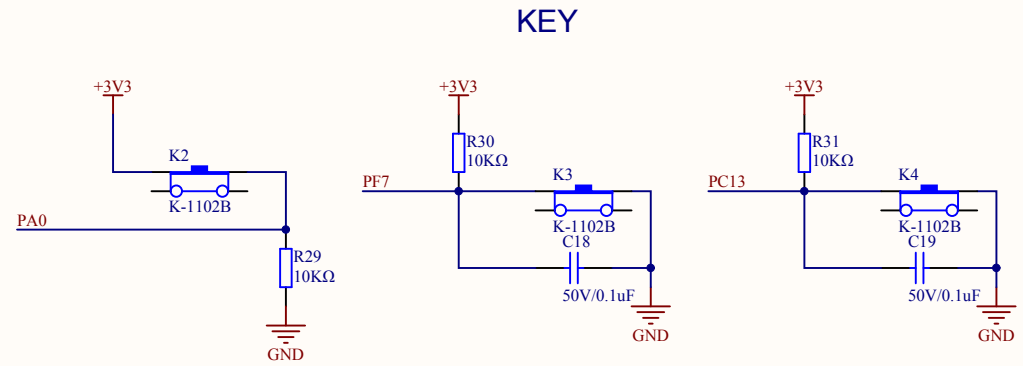 KEY
+3V3
K2
K-1102B
PA0
R29
10KΩ
GND
+3V3
R30
10KΩ
PF7
K3
K-1102B
C18
50V/0.1uF
GND
+3V3
R31
10KΩ
PC13
K4
K-1102B
C19
50V/0.1uF
GND